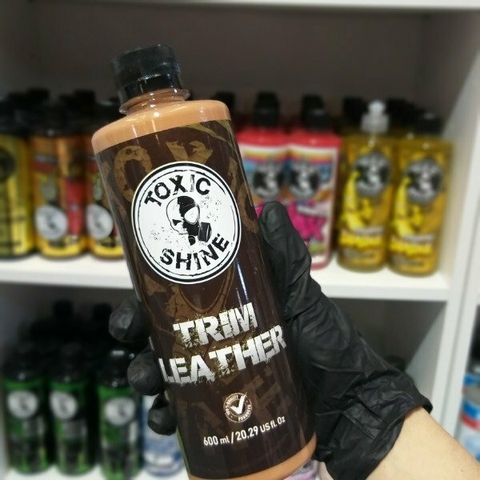 TOXIC
SHINE
TRIM
LEATHER
600 ml / 20.29 US fl. Oz